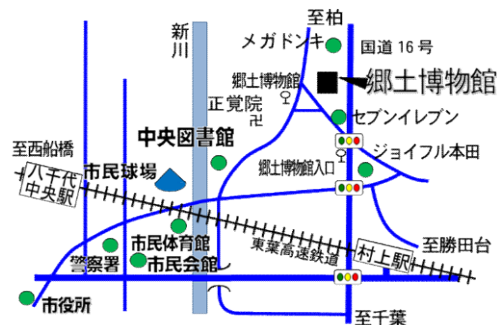 至柏
新川
メガドンキ
国道16号
郷土博物館
郷土博物館
正覚院
卍
セブンイレブン
中央図書館
至西船橋
市民球場
郷土博物館入口
ジョイフル本田
八千代
中央駅
市民体育館
東葉高速鉄道
村上駅
至勝田台
警察署
市民会館
市役所
至千葉